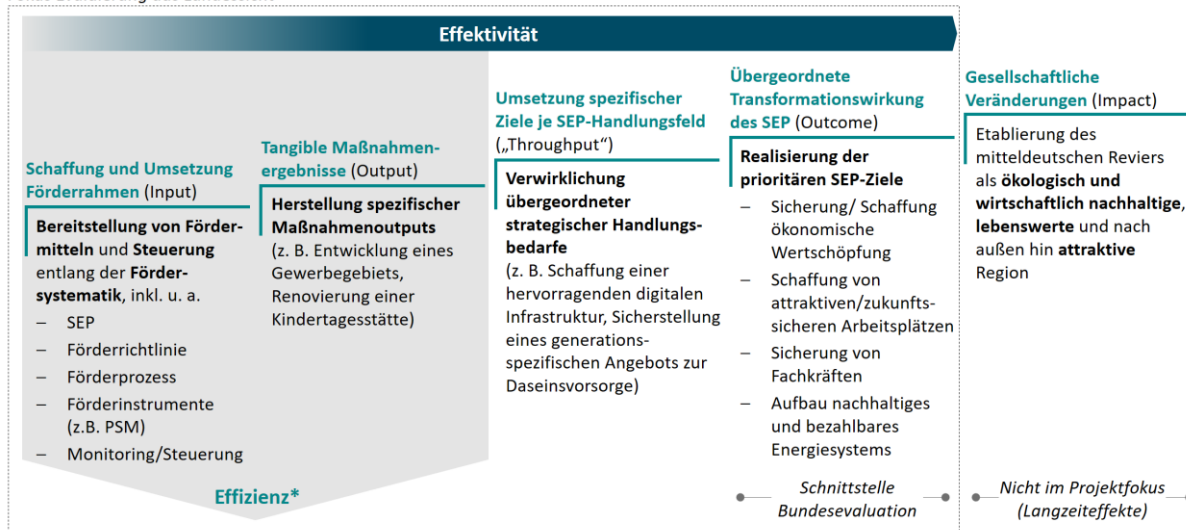 Effektivität
Schaffung und Umsetzung
Förderrahmen (Input)
Bereitstellung von Förder-
mitteln und Steuerung
entlang der Förder-
systematik, inkl. u. a.
– SEP
– Förderrichtlinie
– Förderprozess
– Förderinstrumente
(z.B. PSM)
– Monitoring/Steuerung
Tangible Maßnahmen-
ergebnisse (Output)
Herstellung spezifischer
Maßnahmenoutputs
(z. B. Entwicklung eines
Gewerbegebiets,
Renovierung einer
Kindertagesstätte)
Effizienz*
Umsetzung spezifischer
Ziele je SEP-Handlungsfeld
(„Throughput“)
Verwirklichung
übergeordneter
strategischer Handlungs-
bedarfe
(z. B. Schaffung einer
hervorragenden digitalen
Infrastruktur, Sicherstellung
eines generations-
spezifischen Angebots zur
Daseinsvorsorge)
Übergeordnete
Transformationswirkung
des SEP (Outcome)
Realisierung der
prioritären SEP-Ziele
– Sicherung/ Schaffung
ökonomische
Wertschöpfung
– Schaffung von
attraktiven/zukunfts-
sicheren Arbeitsplätzen
– Sicherung von
Fachkräften
– Aufbau nachhaltiges
und bezahlbares
Energiesystems
Schnittstelle
Bundesevaluation
Gesellschaftliche
Veränderungen (Impact)
Etablierung des
mitteldeutschen Reviers
als ökologisch und
wirtschaftlich nachhaltige,
lebenswerte und nach
außen hin attraktive
Region
Nicht im Projektfokus
(Langzeiteffekte)